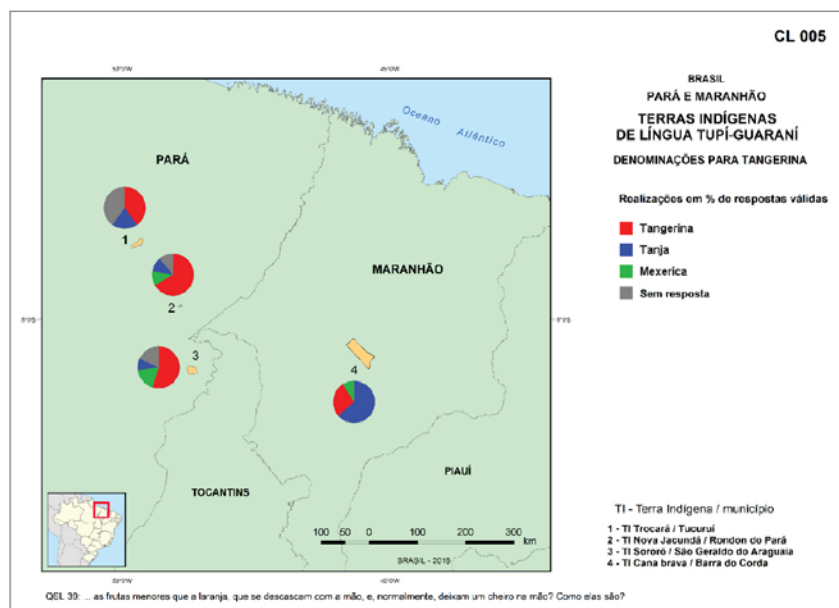 CL 005
BRASIL
PARÁ E MARANHÃO
TERRAS INDÍGENAS
DE LÍNGUA TUPÍ-GUARANÍ
DENOMINAÇÕES PARA TANGERINA
Realizações em % de respostas válidas
Tangerina
Tanja
Mexerica
Sem resposta
Oceano
Atlântico
PARÁ
1
2
MARANHÃO
3
4
TOCANTINS
PIAUÍ
100 50 0 100 200 300
km
BRASIL - 2015
TI - Terra Indígena / município
1 - TI Trocará / Tucuruí
2 - TI Nova Jacundá / Rondon do Pará
3 - TI Sororó / São Geraldo do Araguaia
4 - TI Cana brava / Barra do Corda
QSL 39: ... as frutas menores que a laranja, que se descascam com a mão, e, normalmente, deixam um cheiro na mão? Como elas são?